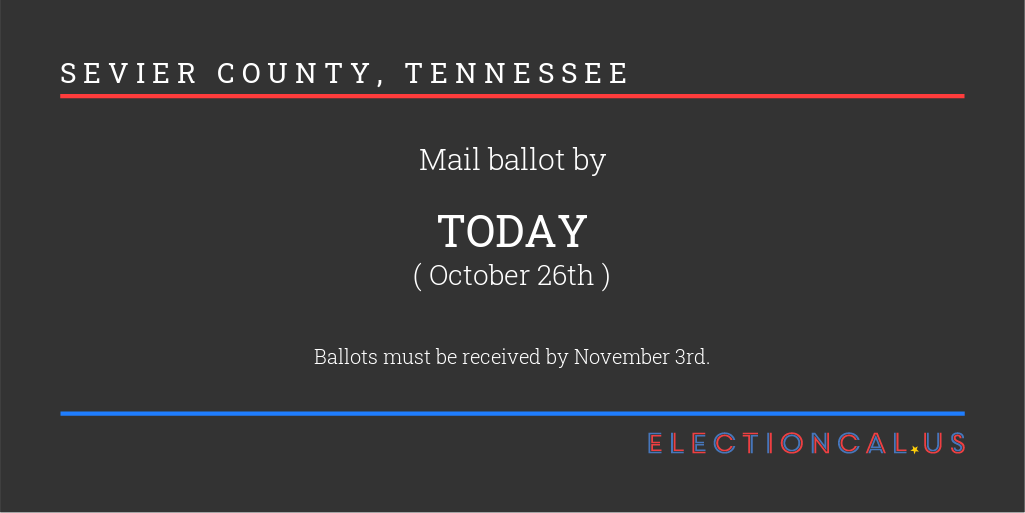 SEVIER COUNTY, TENNESSEE
Mail ballot by
TODAY
( October 26th )
Ballots must be received by November 3rd.
ELECTIONCAL.US